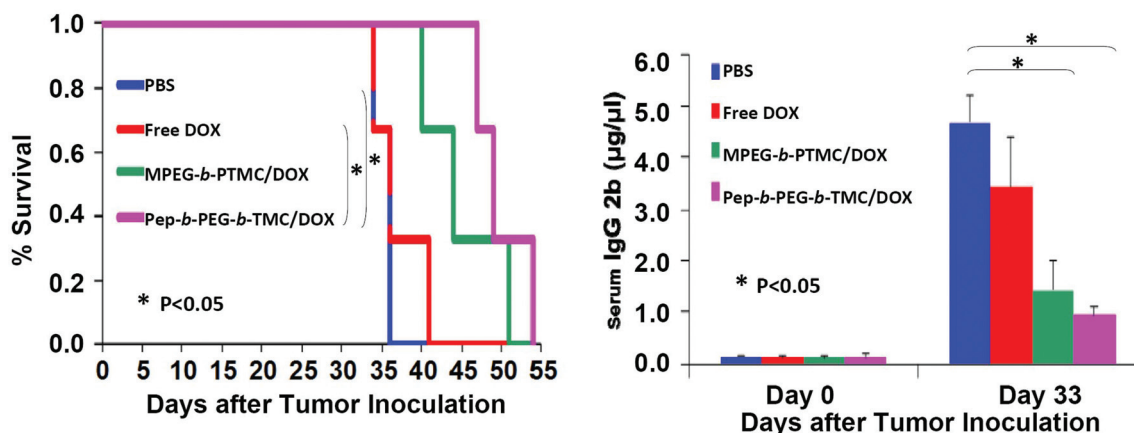 % Survival
1.0
0.8
0.6
0.4
0.2
0.0
PBS
Free DOX
MPEG-b-PTMC/DOX
Pep-b-PEG-b-TMC/DOX
*
*
* P<0.05
0 5 10 15 20 25 30 35 40 45 50 55
Days after Tumor Inoculation
Serum IgG 2b (µg/µl)
6.0
5.0
4.0
3.0
2.0
1.0
0.0
PBS
Free DOX
MPEG-b-PTMC/DOX
Pep-b-PEG-b-TMC/DOX
*
*
* P<0.05
Day 0 Day 33
Days after Tumor Inoculation